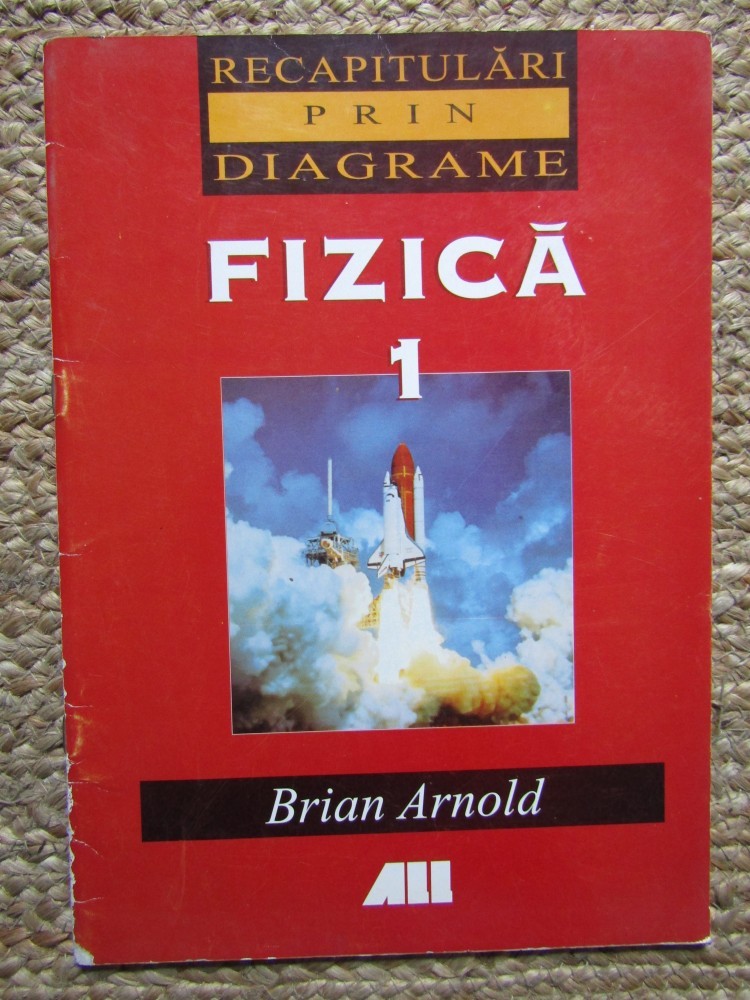 RECAPITULĂRI
PRIN
DIAGRAME
FIZICĂ
1
Brian Arnold
ALL